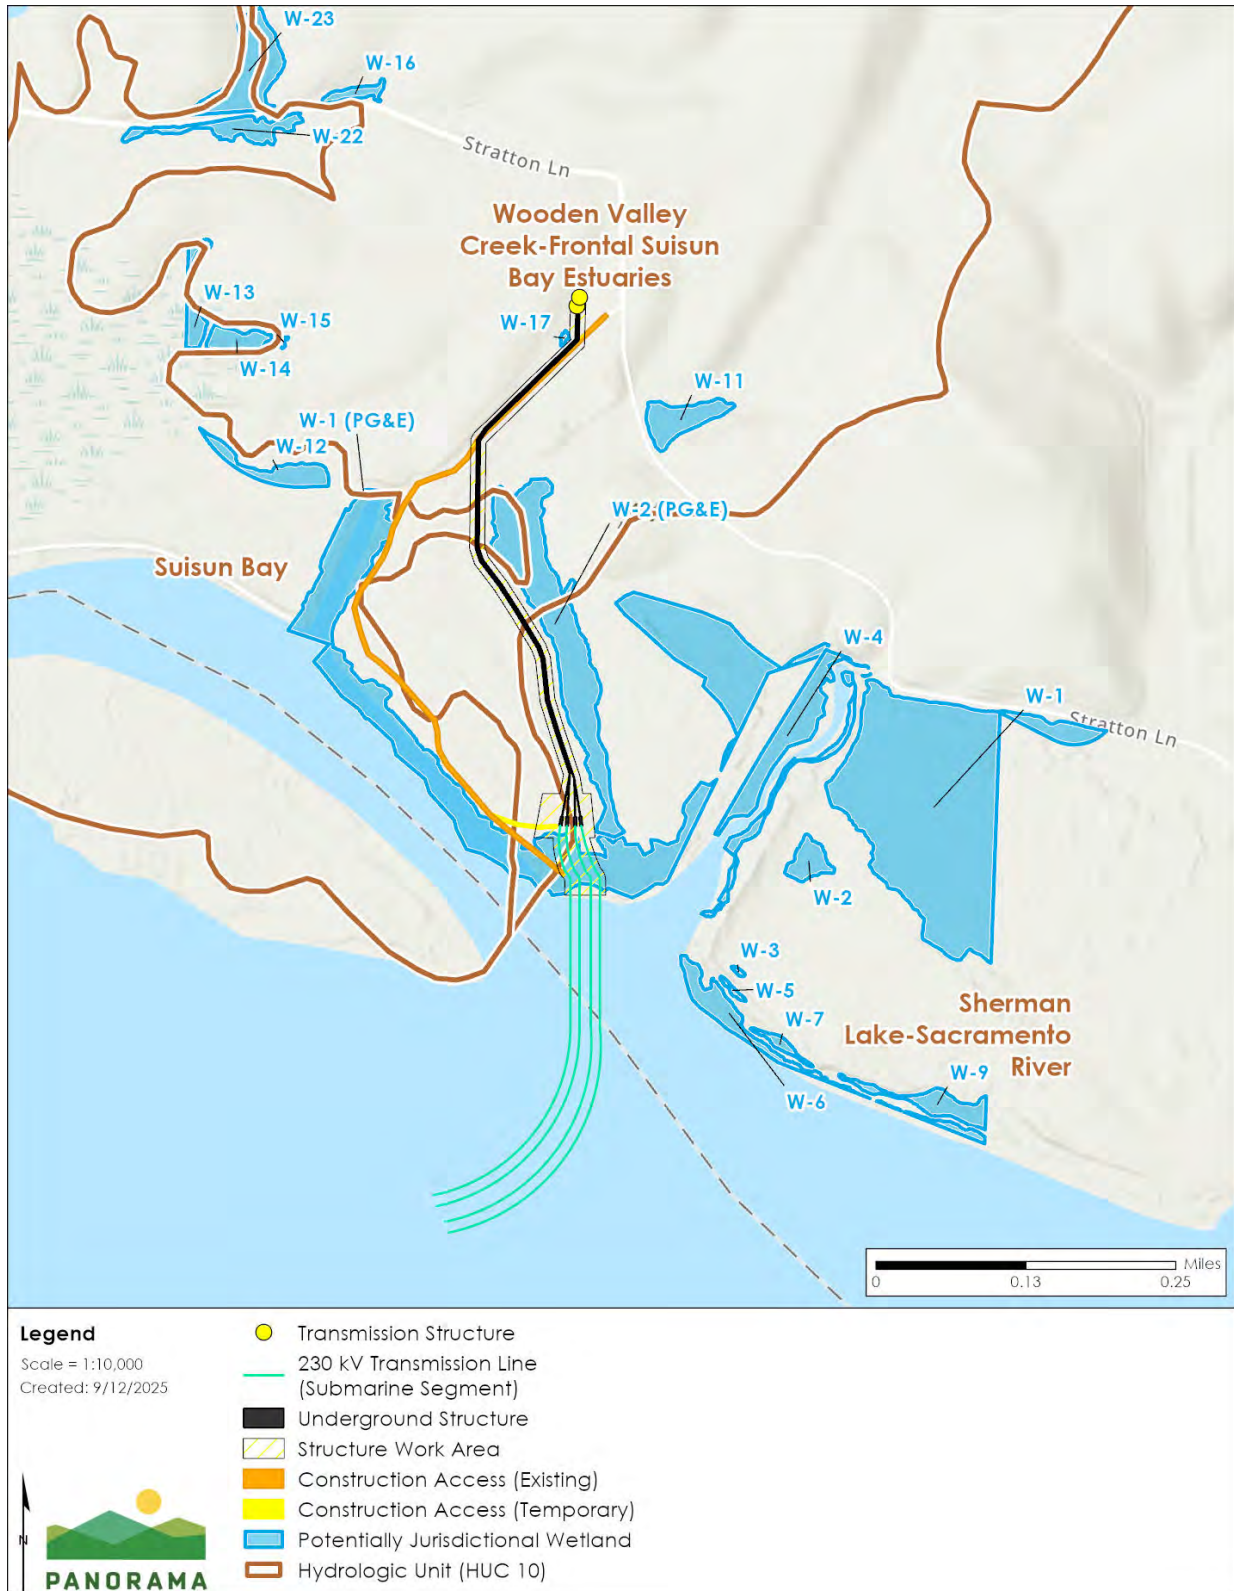 W-23
W-16
W-22
Stratton Ln
Wooden Valley
Creek-Frontal Suisun
Bay Estuaries
W-13
W-15
W-17
W-14
W-11
W-1 (PG&E)
W-12
W-2 (PG&E)
Suisun Bay
W-4
W-1
Stratton Ln
W-2
W-3
W-5
Sherman
Lake-Sacramento
River
W-7
W-9
W-6
Miles
0
0.13
0.25
Legend
Scale = 1:10,000
Created: 9/12/2025
N
PANORAMA
Transmission Structure
230 kV Transmission Line
(Submarine Segment)
Underground Structure
Structure Work Area
Construction Access (Existing)
Construction Access (Temporary)
Potentially Jurisdictional Wetland
Hydrologic Unit (HUC 10)